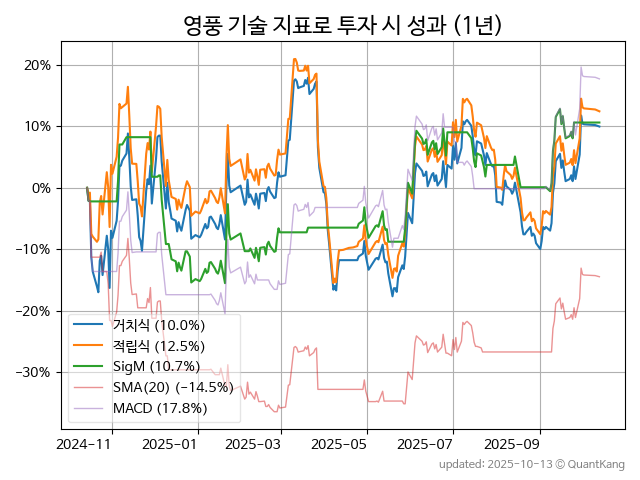 영풍 기술 지표로 투자 시 성과 (1년)
20%
10%
0%
−10%
−20%
−30%
거치식 (10.0%)
적립식 (12.5%)
SigM (10.7%)
SMA(20) (−14.5%)
MACD (17.8%)
2024-11
2025-01
2025-03
2025-05
2025-07
2025-09
updated: 2025-10-13 © QuantKang